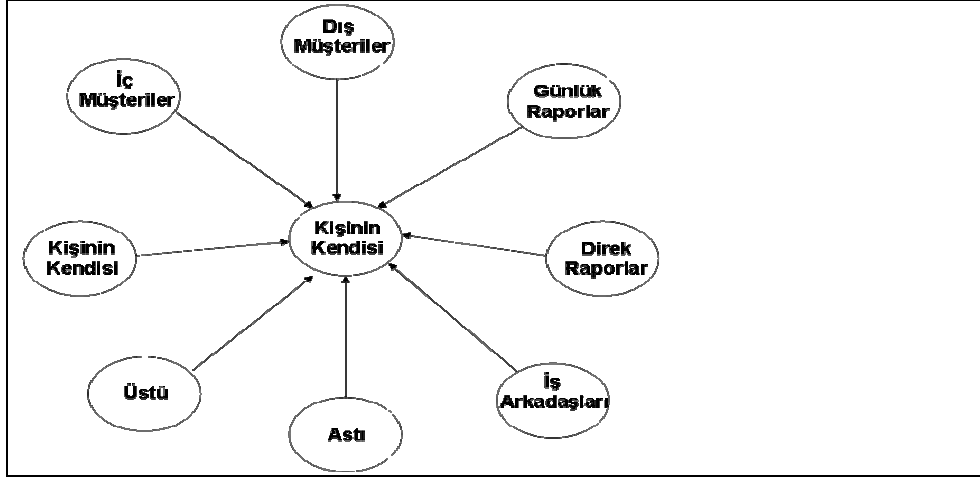 Dış
Müşteriler
İç
Müşteriler
Günlük
Raporlar
Kişinin
Kendisi
Kişinin
Kendisi
Direk
Raporlar
Üstü
Astı
İş
Arkadaşları